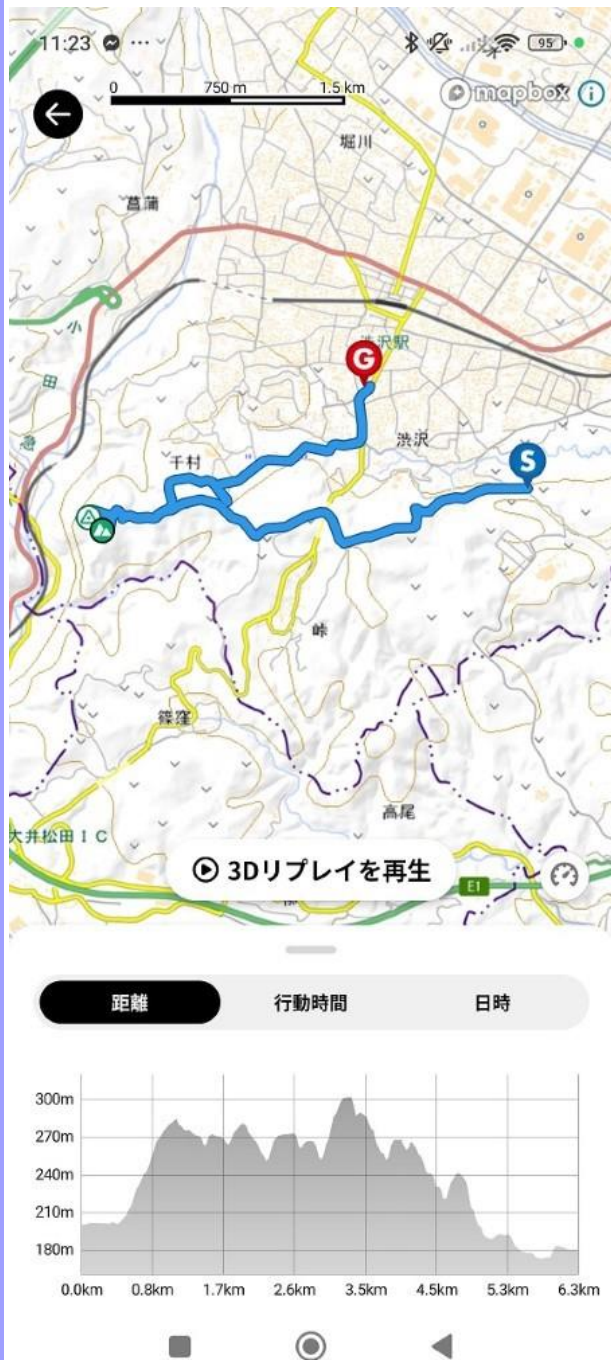 11:23
95
0 750 m 1.5 km
mapbox
堀川
菖蒲
小
田
急
渋沢駅
G
渋沢
千村
S
峠
篠窪
高尾
大井松田IC
3Dリプレイを再生
E1
距離 行動時間 日時
300m
270m
240m
210m
180m
0.0km 0.8km 1.7km 2.6km 3.5km 4.5km 5.3km 6.3km